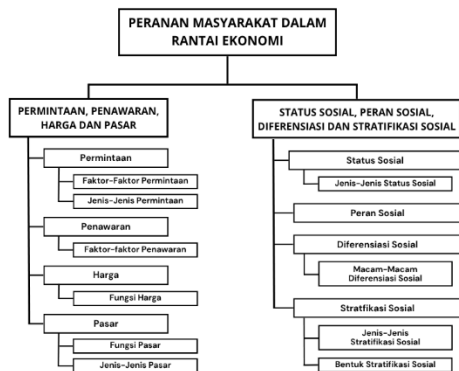 PERANAN MASYARAKAT DALAM
RANTAI EKONOMI
PERMINTAAN, PENAWARAN,
HARGA DAN PASAR
Permintaan
Faktor-Faktor Permintaan
Jenis-Jenis Permintaan
Penawaran
Faktor-faktor Penawaran
Harga
Fungsi Harga
Pasar
Fungsi Pasar
Jenis-Jenis Pasar
STATUS SOSIAL, PERAN SOSIAL,
DIFERENSIASI DAN STRATIFIKASI SOSIAL
Status Sosial
Jenis-Jenis Status Sosial
Peran Sosial
Diferensiasi Sosial
Macam-Macam
Diferensiasi Sosial
Stratfikasi Sosial
Jenis-Jenis
Stratifikasi Sosial
Bentuk Stratifikasi Sosial